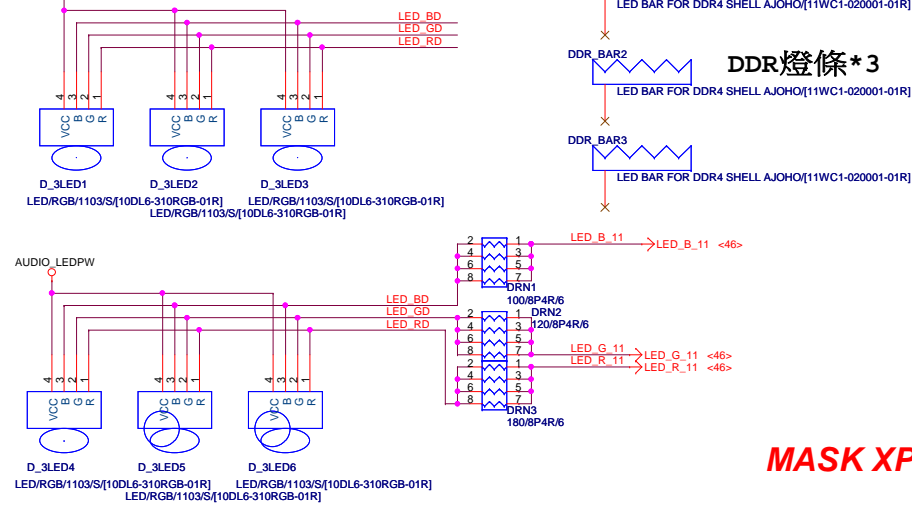 LED BAR FOR DDR4 SHELL AJOHO/[11WC1-020001-01R]
LED_BD
LED_GD
LED_RD
DDR_BAR2
DDR燈條*3
LED BAR FOR DDR4 SHELL AJOHO/[11WC1-020001-01R]
4 3 2 1 4 3 2 1 4 3 2 1
VCC B G R VCC B G R VCC B G R
DDR_BAR3
LED BAR FOR DDR4 SHELL AJOHO/[11WC1-020001-01R]
D_3LED1 D_3LED2 D_3LED3
LED/RGB/1103/S/[10DL6-310RGB-01R] LED/RGB/1103/S/[10DL6-310RGB-01R]
LED/RGB/1103/S/[10DL6-310RGB-01R]
2 1 LED_B_11 LED_B_11 <46>
4 3
6 5
8 7
DRN1
100/8P4R/6
AUDIO_LEDPW
LED_BD
LED_GD
LED_RD
DRN2
120/8P4R/6
2 1
4 3
6 5
8 7 LED_G_11 LED_G_11 <46>
2 1 LED_R_11 LED_R_11 <46>
4 3
6 5
8 7
DRN3
180/8P4R/6
4 3 2 1 4 3 2 1 4 3 2 1
VCC B G R VCC B G R VCC B G R
D_3LED4 D_3LED5 D_3LED6
LED/RGB/1103/S/[10DL6-310RGB-01R] LED/RGB/1103/S/[10DL6-310RGB-01R]
LED/RGB/1103/S/[10DL6-310RGB-01R]
MASK XP